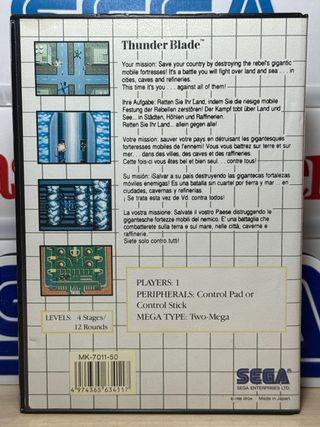 Thunder Blade™
Your mission: Save your country by destroying the rebel's gigantic
mobile fortresses! It's a battle you will fight over land and sea . . . in
cities, caves and refineries.
This time it's you . . . against all of them!
Ihre Aufgabe: Retten Sie Ihr Land, indem Sie die riesige mobile
Festung der Rebellen zerstören! Der Kampf tobt über Land und
See... in Städten, Höhlen und Raffinerien.
Retten Sie Ihr Land... allein gegen aller!
Votre mission: sauver votre pays en détruisant les gigantesques
forteresses mobiles de l'ennemi! Vous vous battrez sur terre et sur
mer. . . dans des villes, des caves et des raffineries.
Cette fois-ci vous êtes bel et bien seul. . . contre tous!
Su misión: Salvar a su pais destruyendo las gigantecas fortalezas
móviles enemigas! Es una batalla sin cuartel por tierra y mar . . . en
ciudades, cavernas y refinerias.
¡ Se trata esta vez de Vd. contra todos!
La vostra missione: Salvate il vostro Paese distruggendo le
gigantesche fortezze mobili del nemico. E' una battaglia che
combatterete sulla terra e sul mare, nelle città, caverne e
raffinerie.
Siete solo contro.tutti!
PLAYERS: 1
PERIPHERALS: Control Pad or
Control Stick
MEGA TYPE: Two-Mega
LEVELS: 4 Stages/
12 Rounds
MK-7011-50
4 974365 634117
SEGA
SEGA ENTERPRISES LTD.
Made in Japan